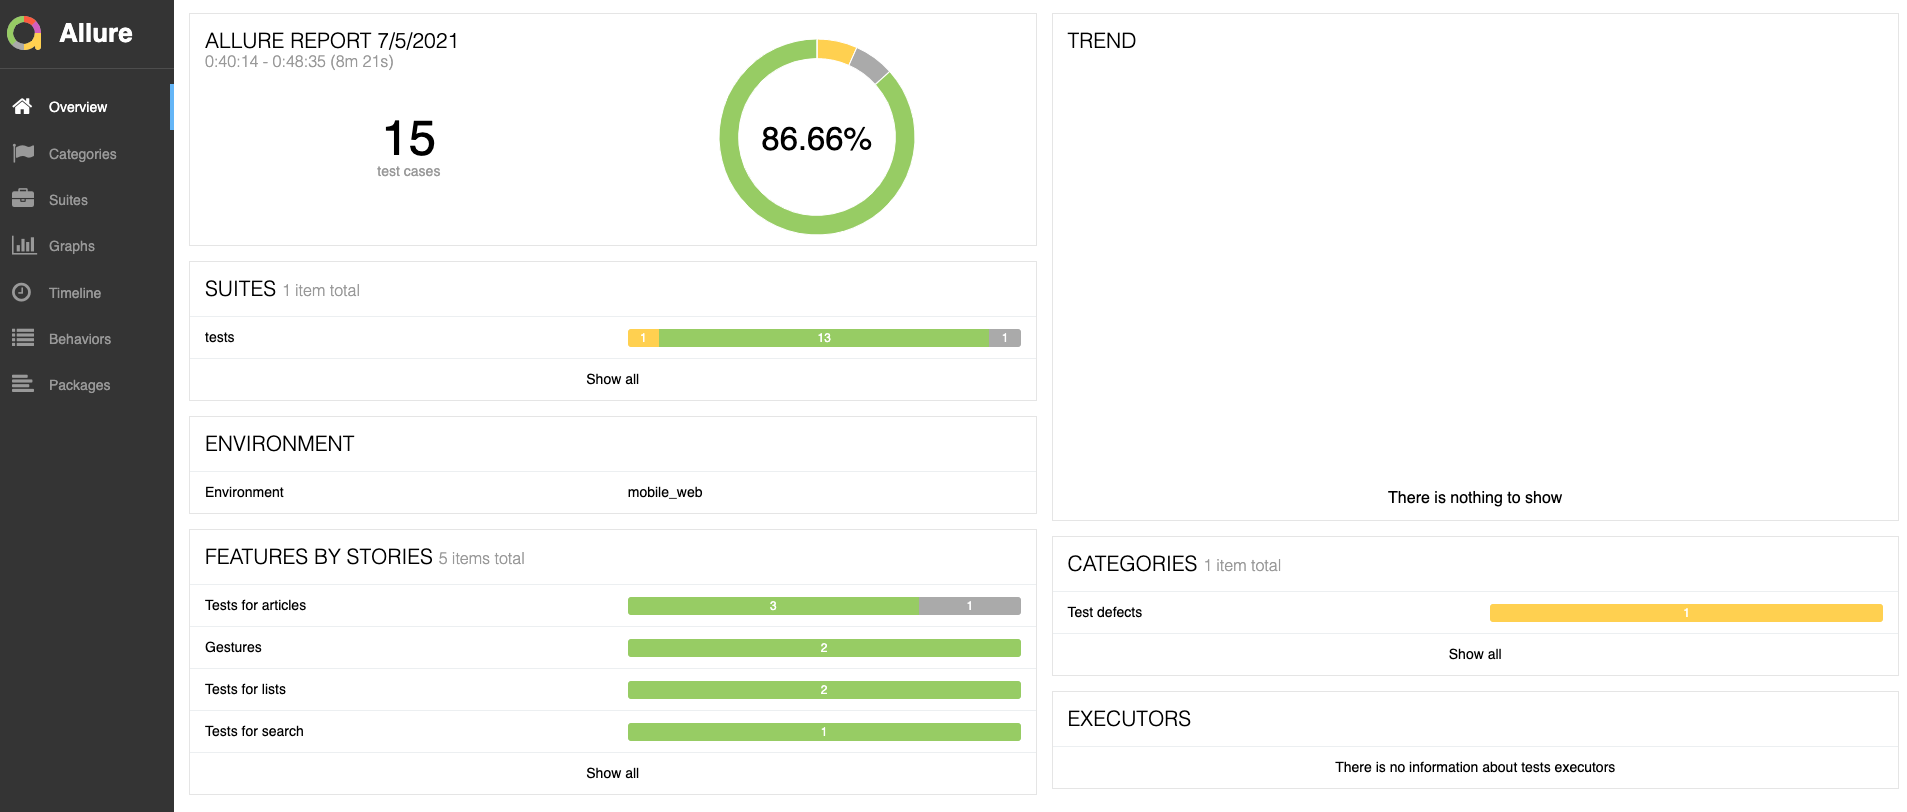 Allure
Overview
Categories
Suites
Graphs
Timeline
Behaviors
Packages
ALLURE REPORT 7/5/2021
0:40:14 - 0:48:35 (8m 21s)
15
test cases
86.66%
SUITES 1 item total
tests 1 13 1
Show all
ENVIRONMENT
Environment mobile_web
FEATURES BY STORIES 5 items total
Tests for articles 3 1
Gestures 2
Tests for lists 2
Tests for search 1
Show all
TREND
There is nothing to show
CATEGORIES 1 item total
Test defects 1
Show all
EXECUTORS
There is no information about tests executors